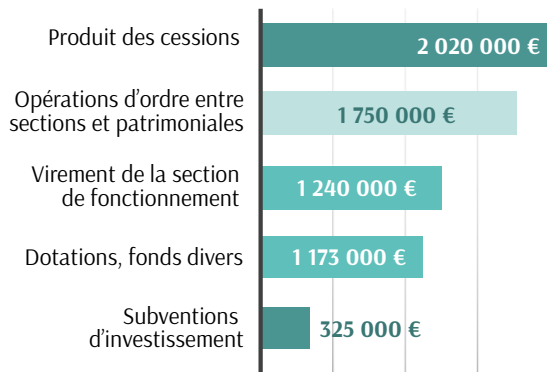 Produit des cessions
2 020 000 €
Opérations d’ordre entre
sections et patrimoniales
1 750 000 €
Virement de la section
de fonctionnement
1 240 000 €
Dotations, fonds divers
1 173 000 €
Subventions
d’investissement
325 000 €